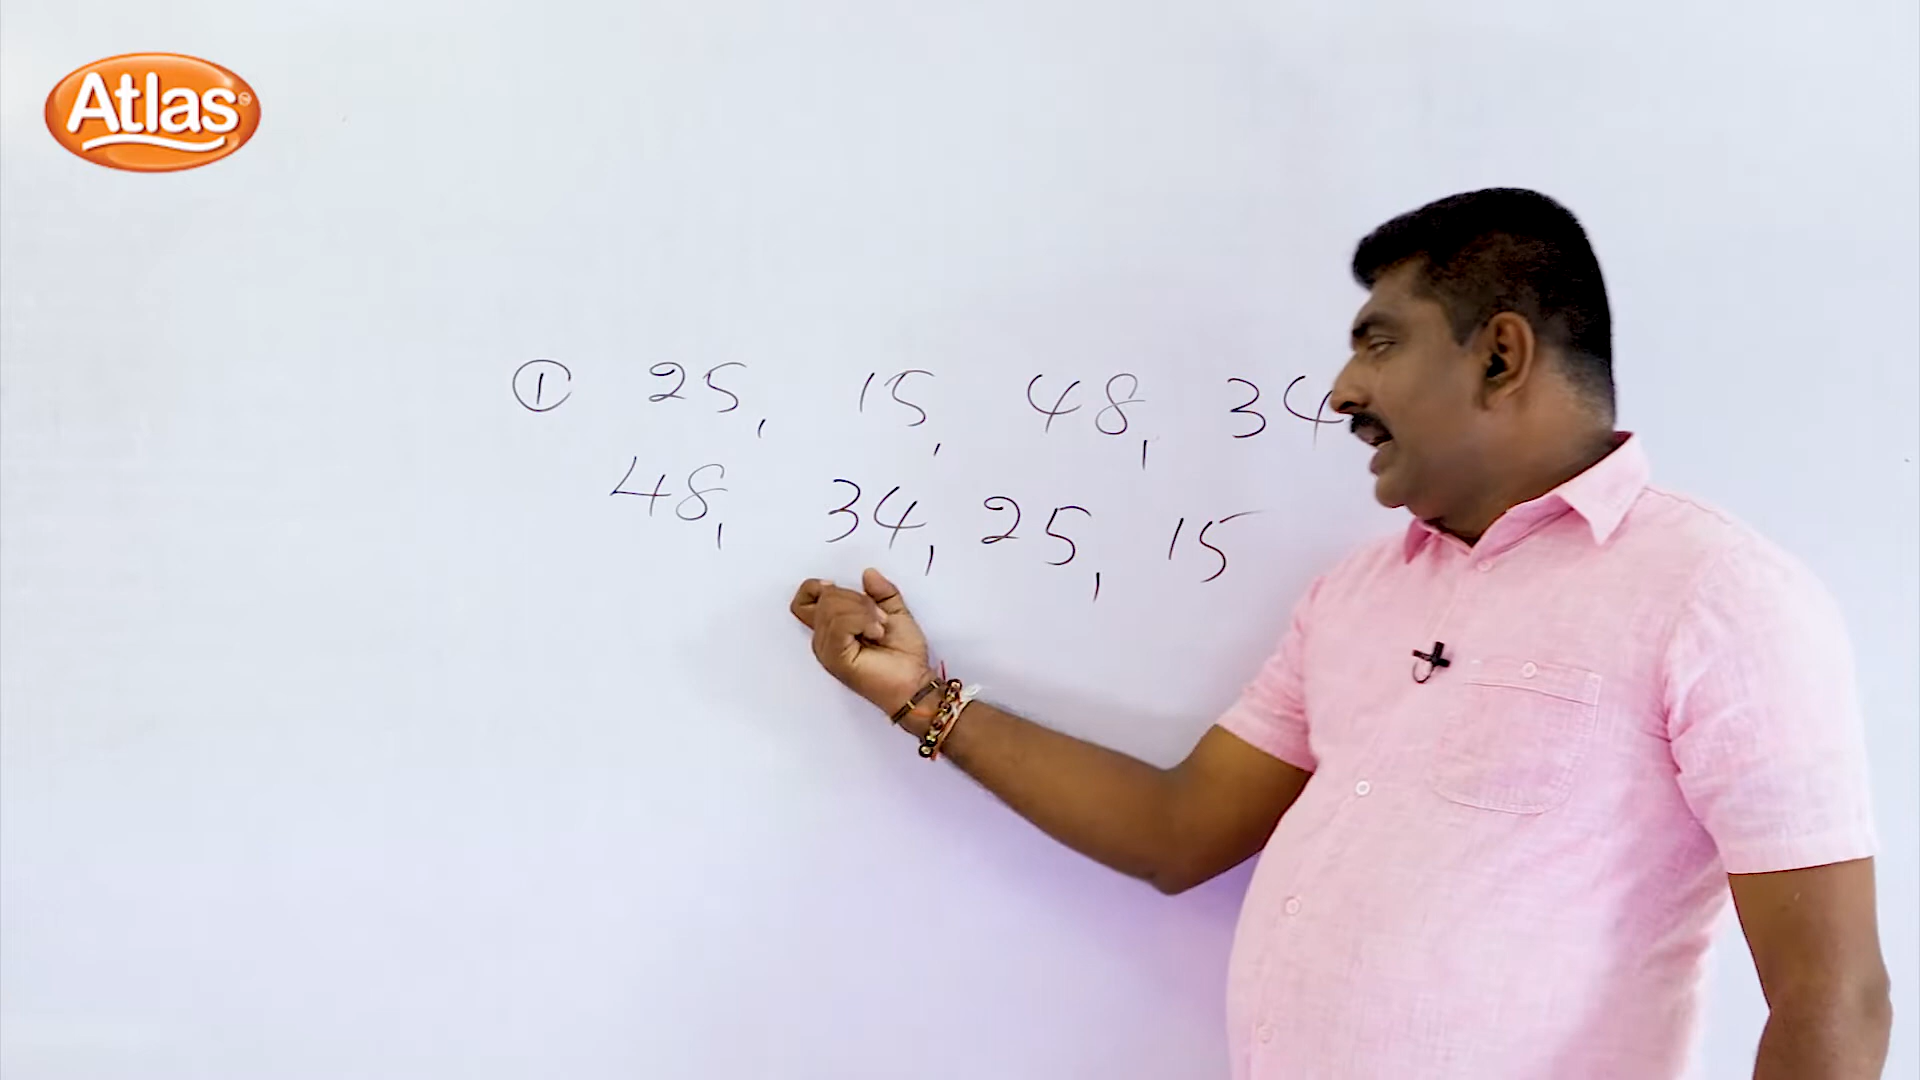 Atlas
① 25, 15, 48, 34
48, 34, 25, 15